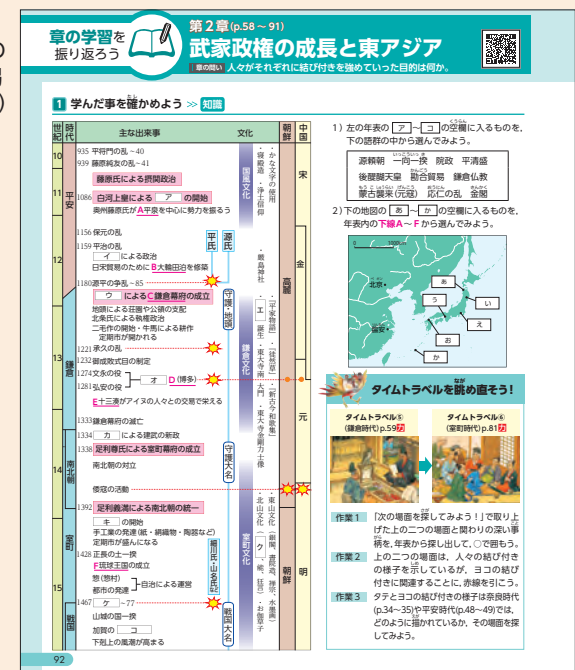 章の学習を
振り返ろう
第2章(p.58～91)
武家政権の成長と東アジア
章の問い 人々がそれぞれに結び付きを強めていった目的は何か。
1 学んだ事を確かめよう >> 知識
世紀
時代
主な出来事
文化
朝鮮
中国
10
11
12
13
14
15
平安
鎌倉
南北朝
室町
戦国
935 平将門の乱～40
939 藤原純友の乱～41
藤原氏による摂関政治
1086 白河上皇による ア の開始
奥州藤原氏がA平泉を中心に勢力を振るう
1156 保元の乱
1159 平治の乱
イ による政治
日宋貿易のためにB大輪田泊を修築
1180 源平の争乱～85
ウ によるC鎌倉幕府の成立
地頭による荘園や公領の支配
北条氏による執権政治
二毛作の開始・牛馬による耕作
定期市が開かれる
1221 承久の乱
1232 御成敗式目の制定
1274 文永の役
1281 弘安の役
オ D(博多)
E十三湊がアイヌの人々との交易で栄える
1333 鎌倉幕府の滅亡
1334 カ による建武の新政
1338 足利尊氏による室町幕府の成立
南北朝の対立
倭寇の活動
1392 足利義満による南北朝の統一
キ の開始
手工業の発達(紙・絹織物・陶器など)
定期市が盛んになる
1428 正長の土一揆
F琉球王国の成立
惣(惣村)
都市の発達
自治による運営
1467 ク ～77
山城の国一揆
加賀の コ
下剋上の風潮が高まる
平氏
源氏
守護・地頭
守護大名
細川氏・山名氏など
戦国大名
国風文化
・かな文字の使用
・寝殿造 ・浄土信仰
・厳島神社
鎌倉文化
・『平家物語』 ・『徒然草』 ・『新古今和歌集』
・ エ 誕生 ・東大寺南大門 ・東大寺金剛力士像
室町文化
・東山文化(銀閣、書院造、禅宗、水墨画)
・北山文化( ク 、能、狂言) ・お伽草子
高麗
朝鮮
宋
金
元
明
1)左の年表の ア ～ コ の空欄に入るものを、
下の語群の中から選んでみよう。
源頼朝 一向一揆 院政 平清盛
後醍醐天皇 勘合貿易 鎌倉仏教
蒙古襲来(元寇) 応仁の乱 金閣
2)下の地図の あ ～ か の空欄に入るものを、
年表内の下線A～Fから選んでみよう。
0 1000km
北京
臨安
あ
い
う
え
お
か
タイムトラベルを眺め直そう!
タイムトラベル⑤
(鎌倉時代)p.59
タイムトラベル⑥
(室町時代)p.81
作業1 「次の場面を探してみよう!」で取り上
げた上の二つの場面と関わりの深い事
柄を、年表から探し出して、○で囲もう。
作業2 上の二つの場面は、人々の結び付き
の様子を示しているが、ヨコの結び
付きに関連することに、赤線を引こう。
作業3 タテとヨコの結び付きの様子は奈良時代
(p.34～35)や平安時代(p.48～49)では、
どのように描かれているか、その場面を探
してみよう。
92